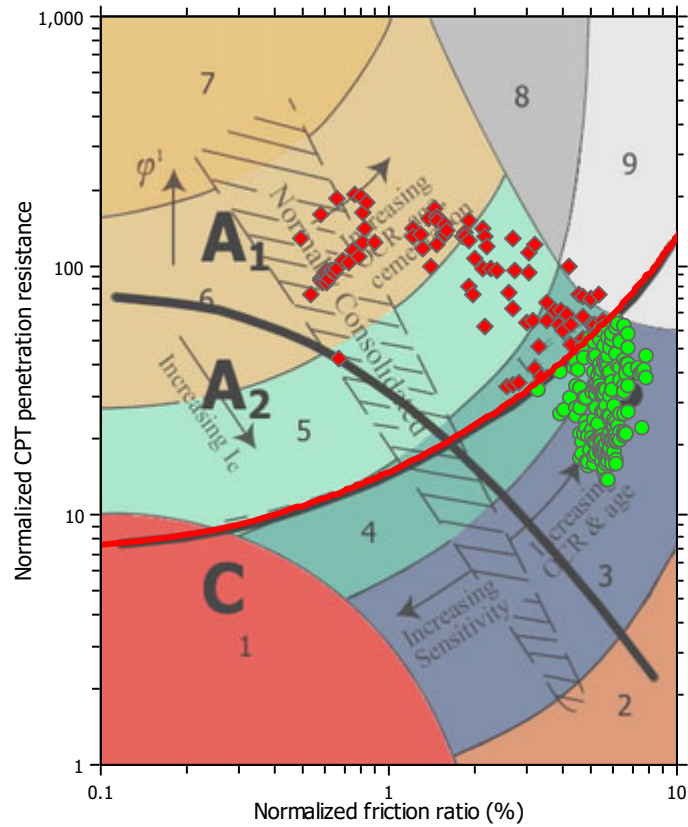 1,000
100
10
1
0.1
1
10
Normalized CPT penetration resistance
Normalized friction ratio (%)
7
8
9
φ'
A1
6
A2
5
4
C
1
3
2
Normally
Consolidated
Increasing
OCR, age,
cementation
Increasing Ic
Increasing
OCR & age
Increasing
Sensitivity